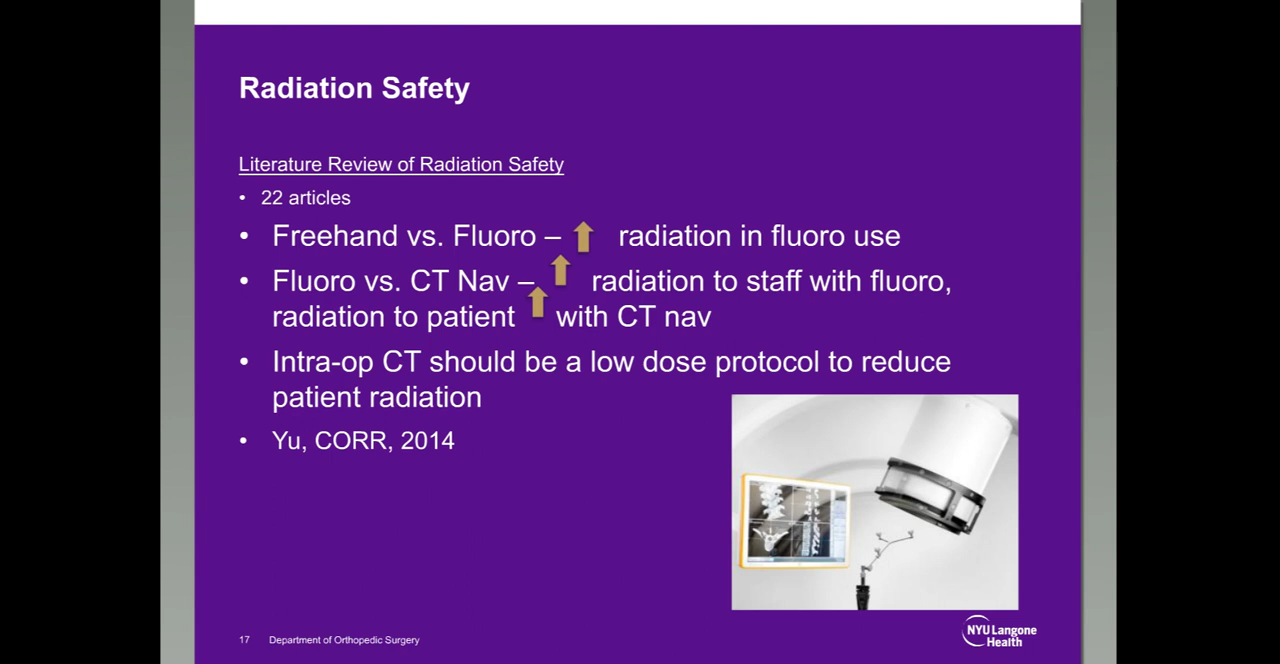 Radiation Safety
Literature Review of Radiation Safety
• 22 articles
• Freehand vs. Fluoro – radiation in fluoro use
• Fluoro vs. CT Nav – radiation to staff with fluoro,
radiation to patient with CT nav
• Intra-op CT should be a low dose protocol to reduce
patient radiation
• Yu, CORR, 2014
17 Department of Orthopedic Surgery
NYU Langone
Health